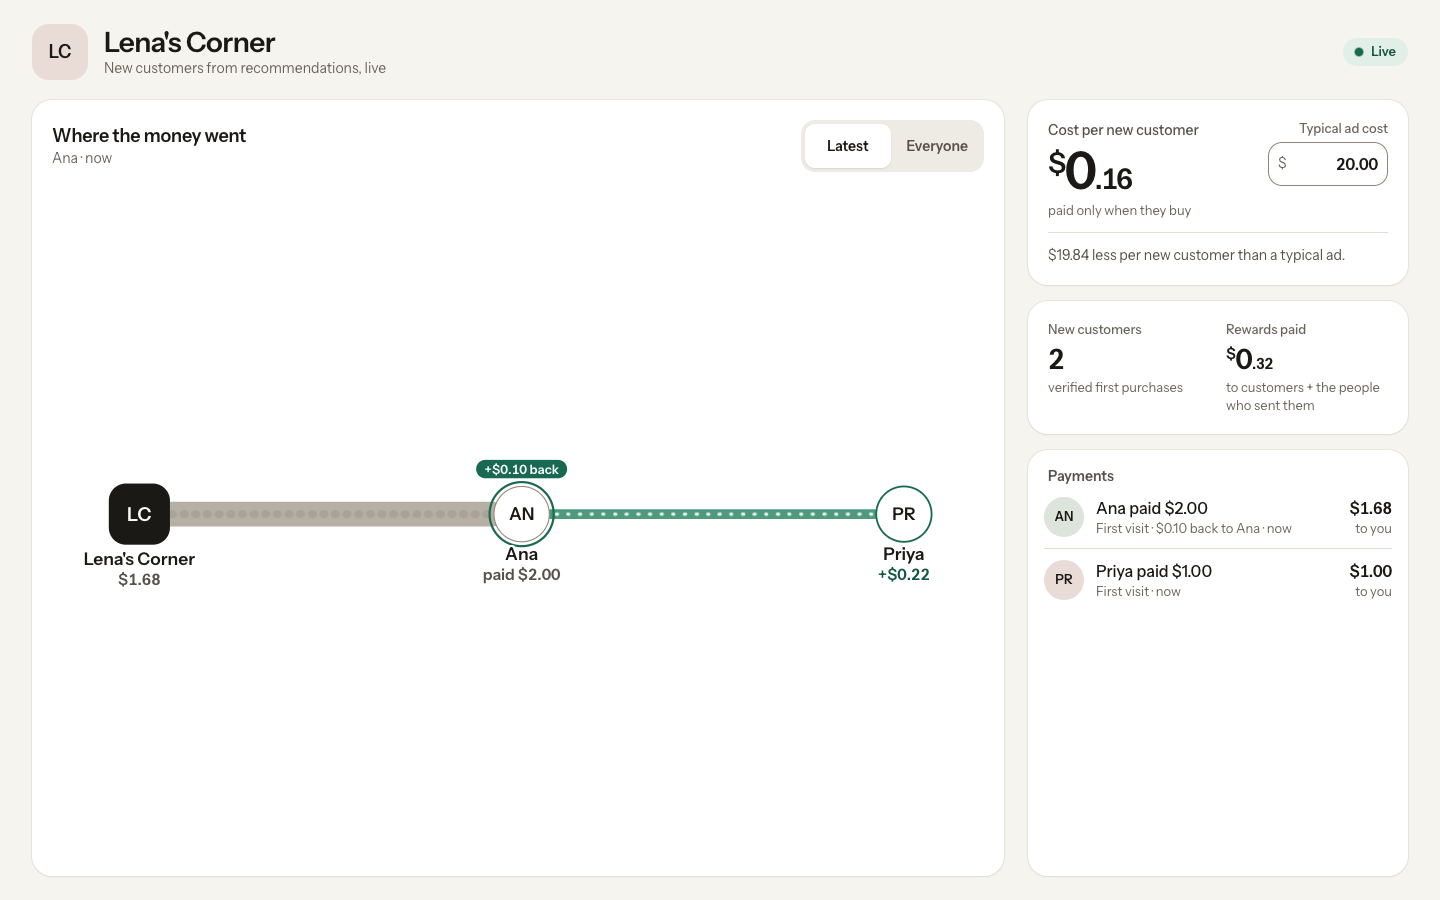 LC
Lena's Corner
New customers from recommendations, live
Live
Where the money went
Ana · now
Latest
Everyone
+$0.10 back
LC
AN
PR
Lena's Corner
$1.68
Ana
paid $2.00
Priya
+$0.22
Cost per new customer
$0.16
paid only when they buy
Typical ad cost
$ 20.00
$19.84 less per new customer than a typical ad.
New customers
2
verified first purchases
Rewards paid
$0.32
to customers + the people
who sent them
Payments
AN
Ana paid $2.00
$1.68
First visit · $0.10 back to Ana · now
to you
PR
Priya paid $1.00
$1.00
First visit · now
to you